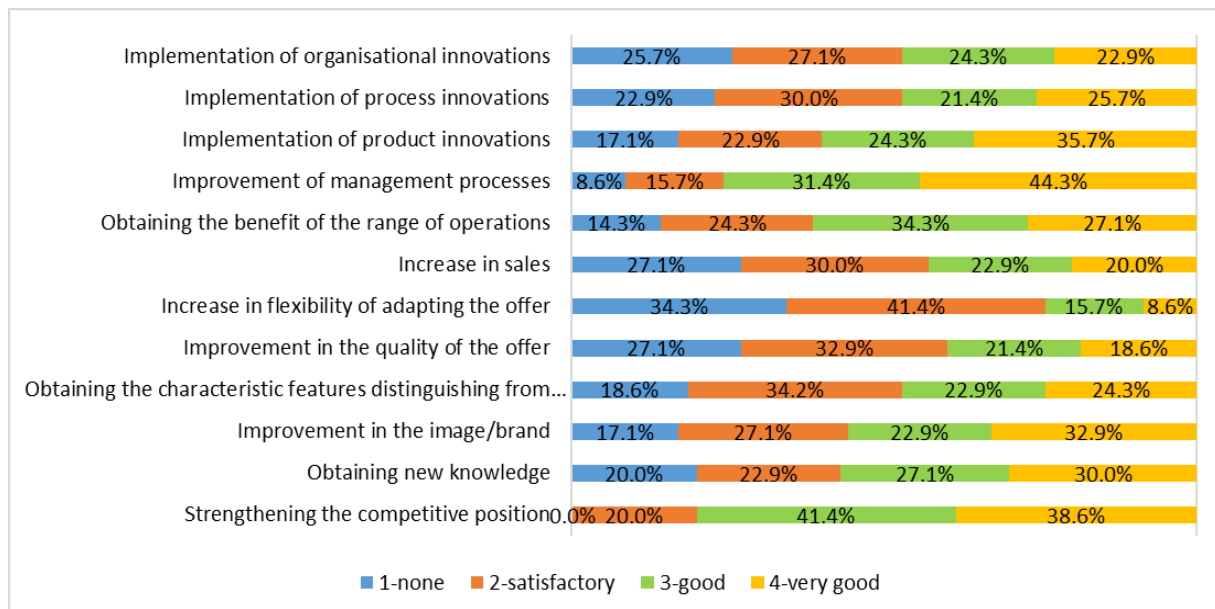 Implementation of organisational innovations 25.7% 27.1% 24.3% 22.9%
Implementation of process innovations 22.9% 30.0% 21.4% 25.7%
Implementation of product innovations 17.1% 22.9% 24.3% 35.7%
Improvement of management processes 8.6% 15.7% 31.4% 44.3%
Obtaining the benefit of the range of operations 14.3% 24.3% 34.3% 27.1%
Increase in sales 27.1% 30.0% 22.9% 20.0%
Increase in flexibility of adapting the offer 34.3% 41.4% 15.7% 8.6%
Improvement in the quality of the offer 27.1% 32.9% 21.4% 18.6%
Obtaining the characteristic features distinguishing from... 18.6% 34.2% 22.9% 24.3%
Improvement in the image/brand 17.1% 27.1% 22.9% 32.9%
Obtaining new knowledge 20.0% 22.9% 27.1% 30.0%
Strengthening the competitive position 0.0% 20.0% 41.4% 38.6%
1-none 2-satisfactory 3-good 4-very good